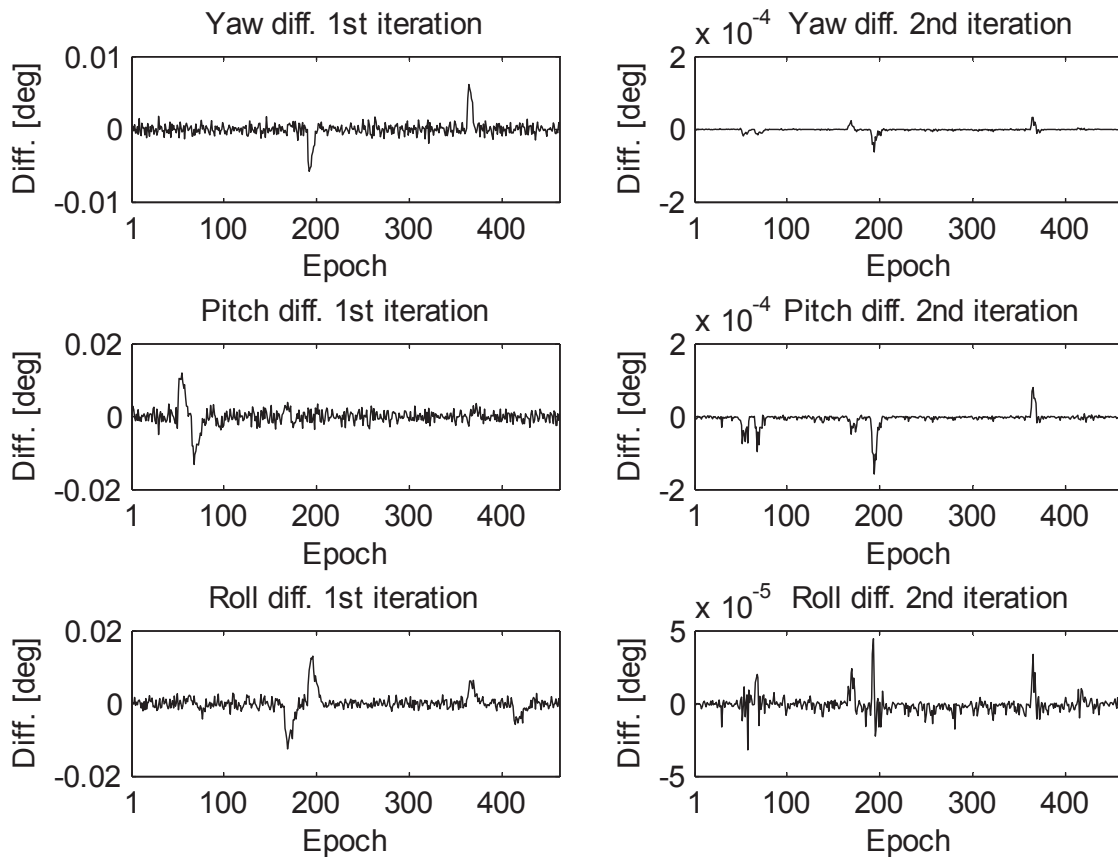 Yaw diff. 1st iteration
0.01
0
-0.01
Diff. [deg]
1 100 200 300 400
Epoch
x 10-4 Yaw diff. 2nd iteration
2
0
-2
Diff. [deg]
1 100 200 300 400
Epoch
Pitch diff. 1st iteration
0.02
0
-0.02
Diff. [deg]
1 100 200 300 400
Epoch
x 10-4 Pitch diff. 2nd iteration
2
0
-2
Diff. [deg]
1 100 200 300 400
Epoch
Roll diff. 1st iteration
0.02
0
-0.02
Diff. [deg]
1 100 200 300 400
Epoch
x 10-5 Roll diff. 2nd iteration
5
0
-5
Diff. [deg]
1 100 200 300 400
Epoch